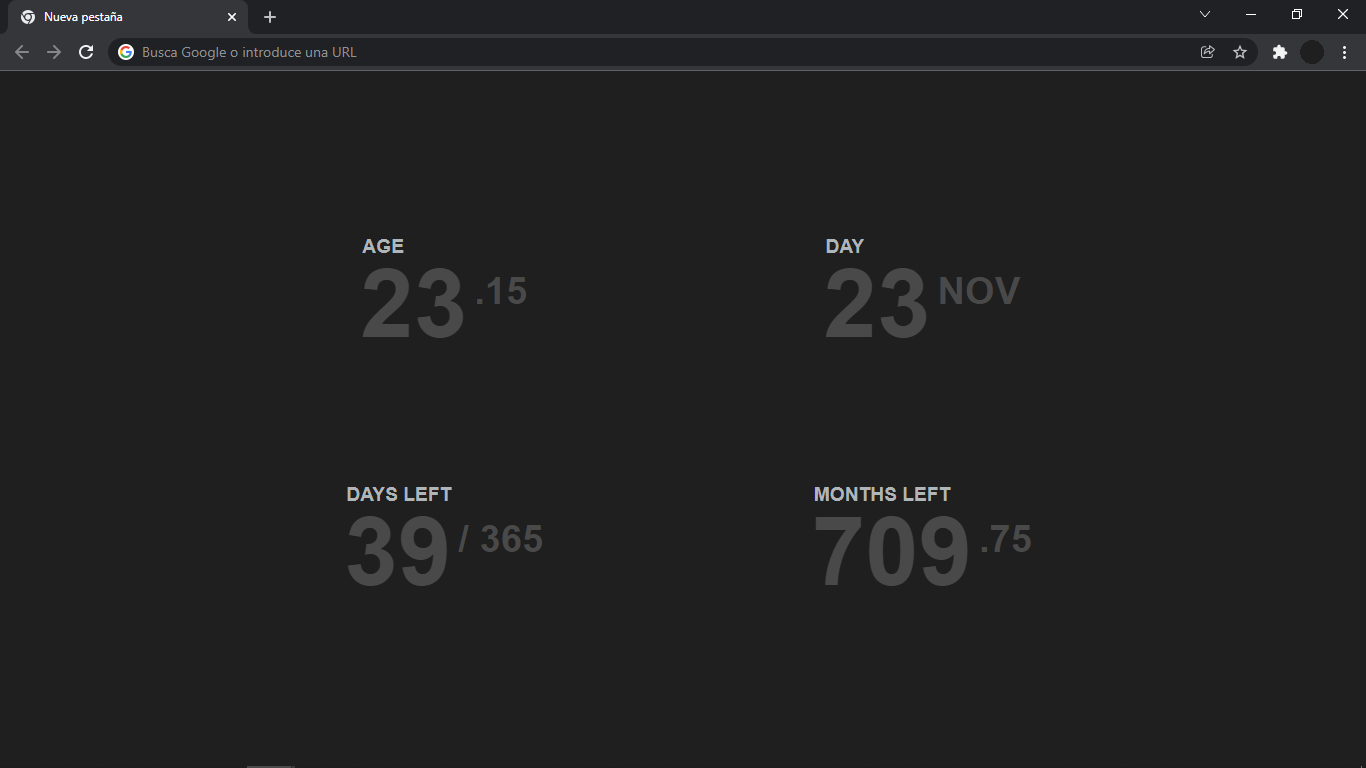 Nueva pestaña
Busca Google o introduce una URL
AGE
23 .15
DAY
23 NOV
DAYS LEFT
39 / 365
MONTHS LEFT
709 .75